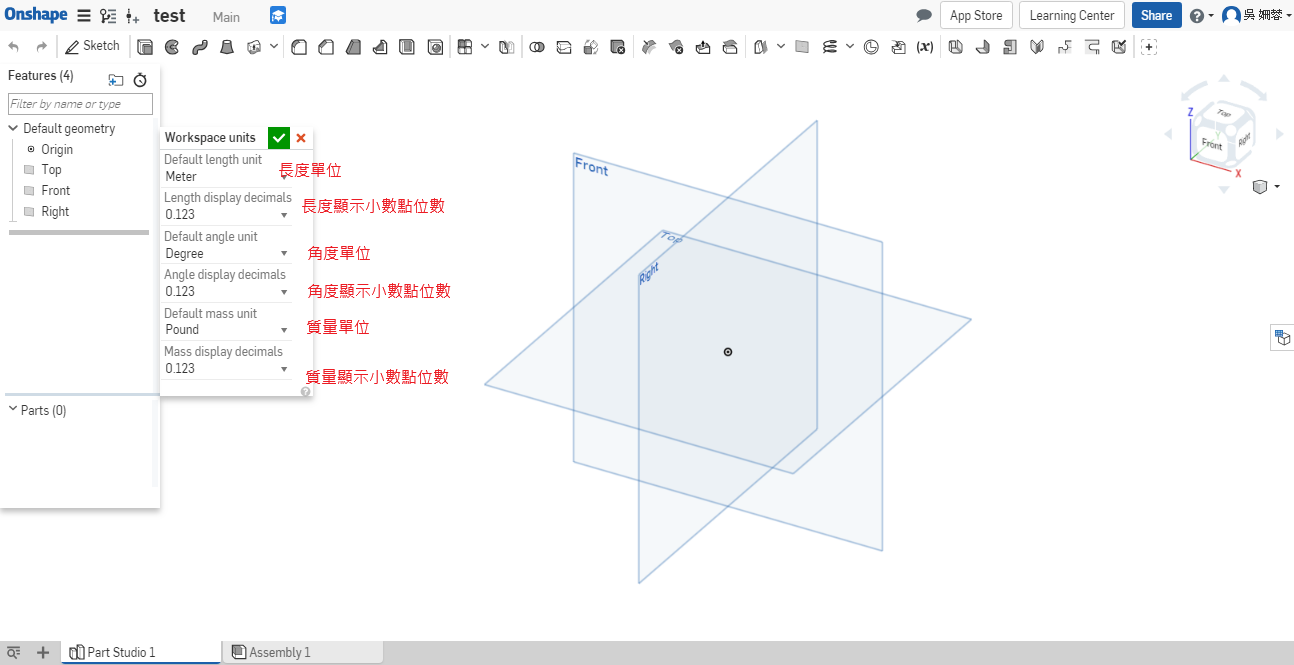 Onshape test Main App Store Learning Center Share 吳 姍蓉
Sketch (x)
Features (4)
Filter by name or type
Default geometry
Origin
Top
Front
Right
Parts (0)
Workspace units
Default length unit
Meter
長度單位
Length display decimals
0.123
長度顯示小數點位數
Default angle unit
Degree
角度單位
Angle display decimals
0.123
角度顯示小數點位數
Default mass unit
Pound
質量單位
Mass display decimals
0.123
質量顯示小數點位數
Front
Top
Right
Z
Top
Y
Front
Right
X
Part Studio 1
Assembly 1